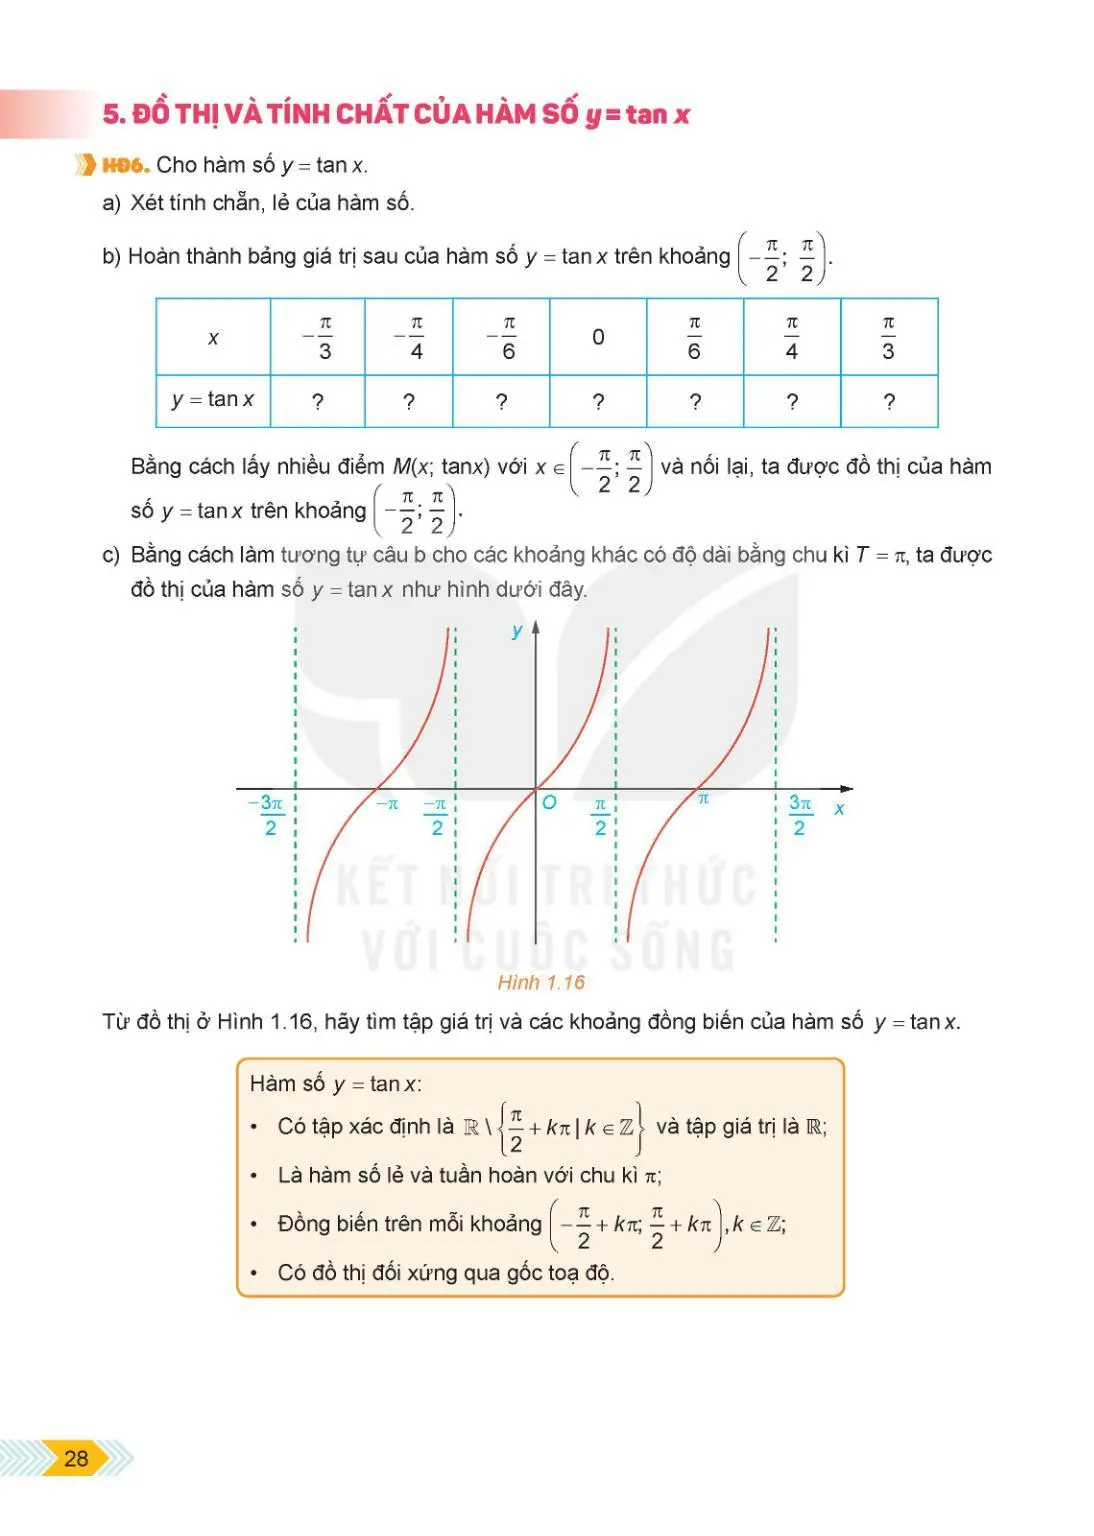 5. ĐỒ THỊ VÀ TÍNH CHẤT CỦA HÀM SỐ y = tan x
HĐ6. Cho hàm số y = tan x.
a) Xét tính chẵn, lẻ của hàm số.
b) Hoàn thành bảng giá trị sau của hàm số y = tan x trên khoảng (-π/2; π/2).
x -π/3 -π/4 -π/6 0 π/6 π/4 π/3
y = tan x ? ? ? ? ? ? ?
Bằng cách lấy nhiều điểm M(x; tanx) với x ∈ (-π/2; π/2) và nối lại, ta được đồ thị của hàm
số y = tan x trên khoảng (-π/2; π/2).
c) Bằng cách làm tương tự câu b cho các khoảng khác có độ dài bằng chu kì T = π, ta được
đồ thị của hàm số y = tan x như hình dưới đây.
y
-3π/2 -π -π/2 O π/2 π 3π/2 x
KẾT NỐI TRI THỨC
VỚI CUỘC SỐNG
Hình 1.16
Từ đồ thị ở Hình 1.16, hãy tìm tập giá trị và các khoảng đồng biến của hàm số y = tan x.
Hàm số y = tan x:
• Có tập xác định là ℝ \ {π/2 + kπ | k ∈ ℤ} và tập giá trị là ℝ;
• Là hàm số lẻ và tuần hoàn với chu kì π;
• Đồng biến trên mỗi khoảng (-π/2 + kπ; π/2 + kπ), k ∈ ℤ;
• Có đồ thị đối xứng qua gốc toạ độ.
28